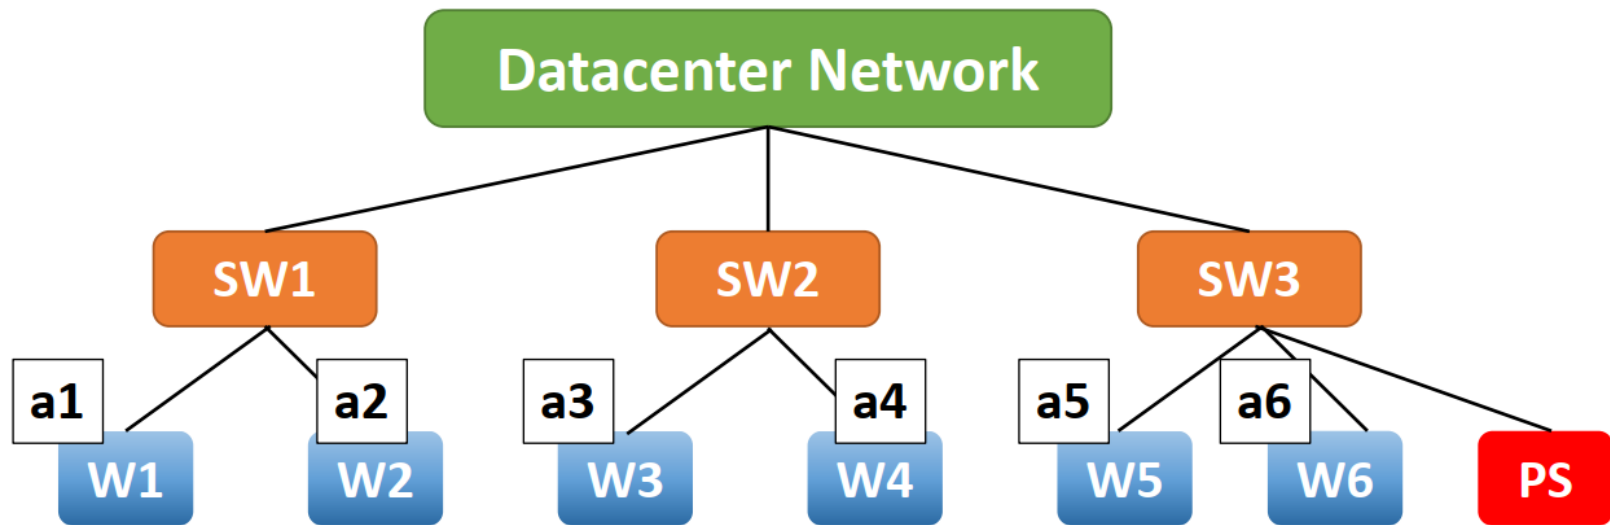 Datacenter Network
SW1
SW2
SW3
a1
a2
a3
a4
a5
a6
W1
W2
W3
W4
W5
W6
PS